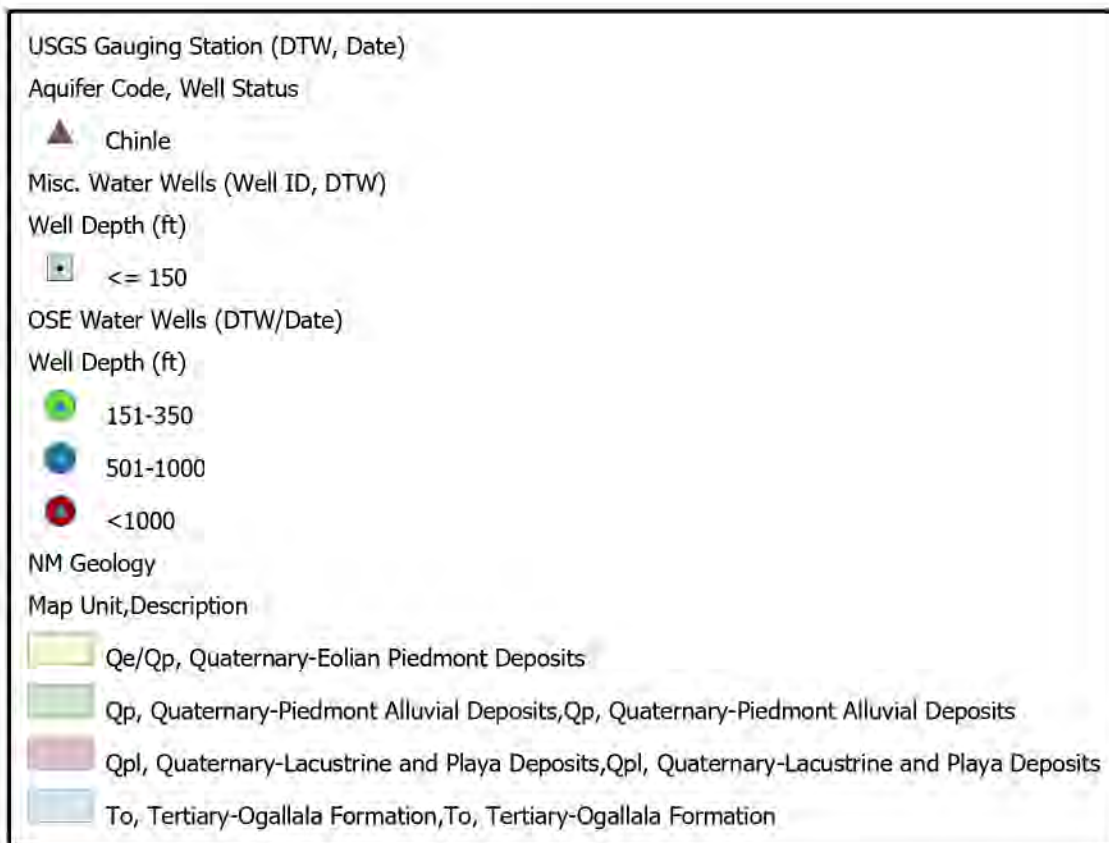 USGS Gauging Station (DTW, Date)
Aquifer Code, Well Status
Chinle
Misc. Water Wells (Well ID, DTW)
Well Depth (ft)
<= 150
OSE Water Wells (DTW/Date)
Well Depth (ft)
151-350
501-1000
<1000
NM Geology
Map Unit,Description
Qe/Qp, Quaternary-Eolian Piedmont Deposits
Qp, Quaternary-Piedmont Alluvial Deposits,Qp, Quaternary-Piedmont Alluvial Deposits
Qpl, Quaternary-Lacustrine and Playa Deposits,Qpl, Quaternary-Lacustrine and Playa Deposits
To, Tertiary-Ogallala Formation,To, Tertiary-Ogallala Formation